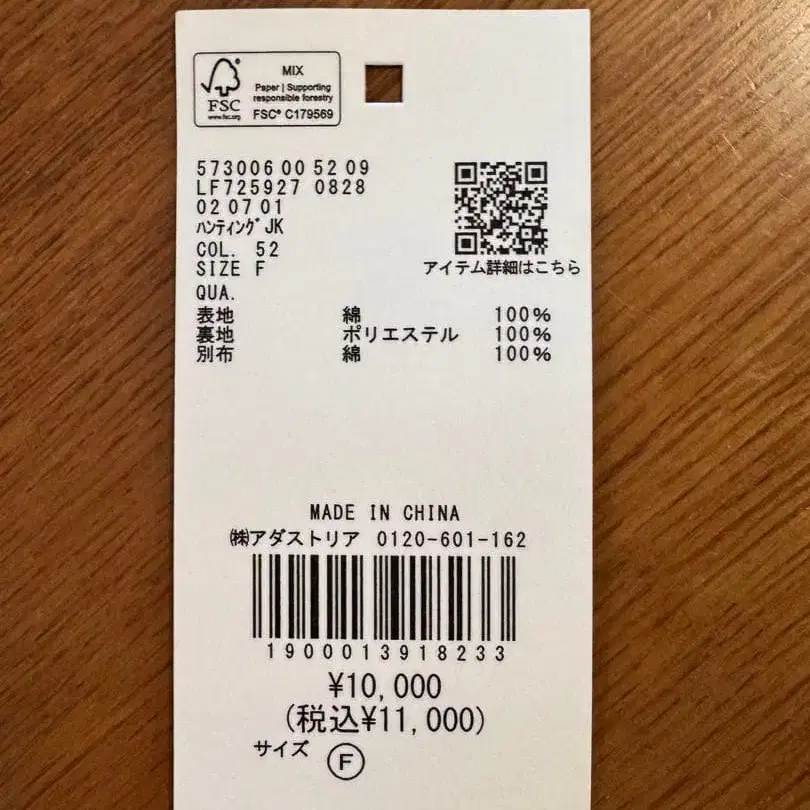 FSC
www.fsc.org
MIX
Paper | Supporting
responsible forestry
FSC® C179569
573006 00 52 09
LF725927 0828
02 07 01
ﾊﾝﾃｨﾝｸﾞJK
COL. 52
SIZE F
アイテム詳細はこちら
QUA.
表地 綿 100%
裏地 ポリエステル 100%
別布 綿 100%
MADE IN CHINA
㈱アダストリア 0120-601-162
1900013918233
¥10,000
(税込¥11,000)
サイズ Ⓕ